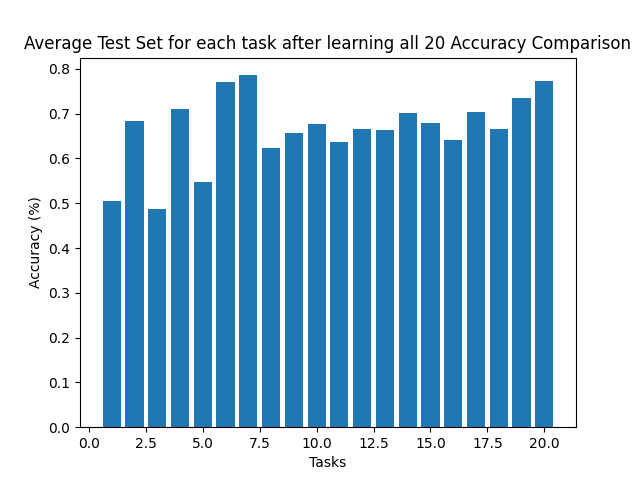 Average Test Set for each task after learning all 20 Accuracy Comparison
0.8
0.7
0.6
0.5
0.4
0.3
0.2
0.1
0.0
Accuracy (%)
0.0 2.5 5.0 7.5 10.0 12.5 15.0 17.5 20.0
Tasks